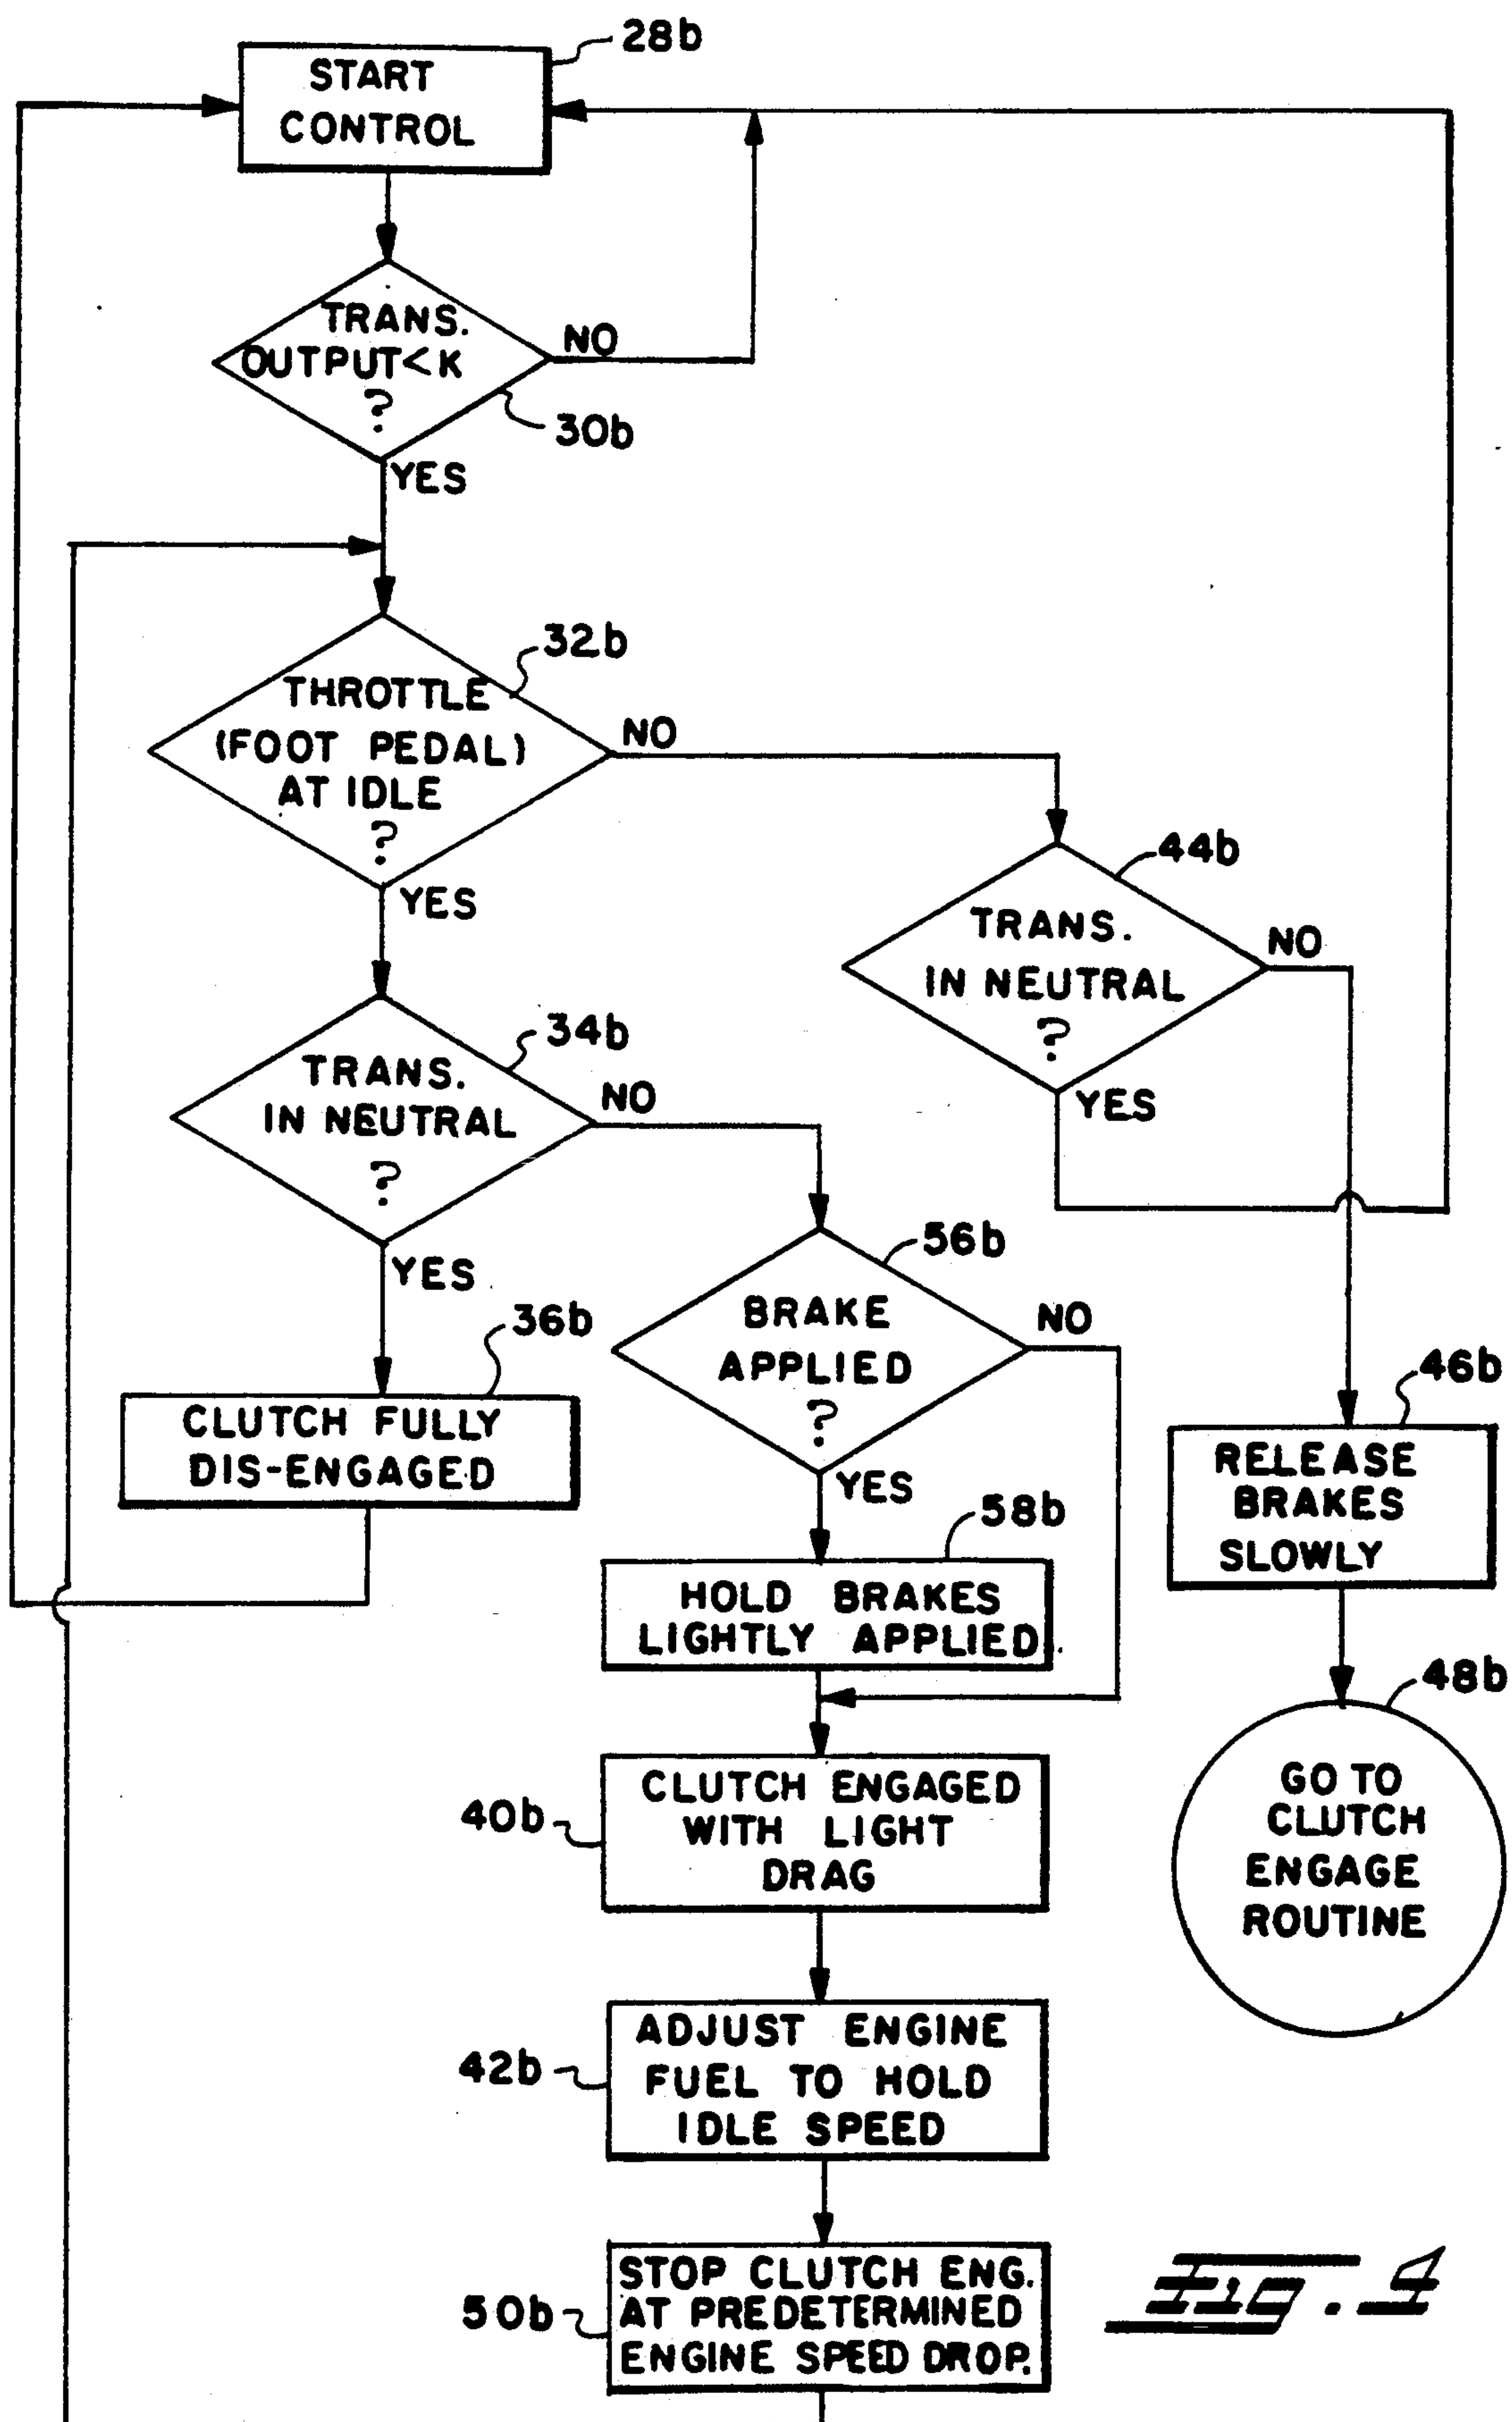 28b
START
CONTROL
TRANS.
OUTPUT<K
?
NO
30b
YES
32b
THROTTLE
(FOOT PEDAL)
AT IDLE
?
NO
YES
44b
TRANS.
IN NEUTRAL
?
NO
YES
34b
TRANS.
IN NEUTRAL
?
NO
YES
56b
BRAKE
APPLIED
?
NO
YES
36b
CLUTCH FULLY
DIS-ENGAGED
46b
RELEASE
BRAKES
SLOWLY
58b
HOLD BRAKES
LIGHTLY APPLIED
48b
GO TO
CLUTCH
ENGAGE
ROUTINE
40b
CLUTCH ENGAGED
WITH LIGHT
DRAG
42b
ADJUST ENGINE
FUEL TO HOLD
IDLE SPEED
50b
STOP CLUTCH ENG.
AT PREDETERMINED
ENGINE SPEED DROP.
FIG. 4